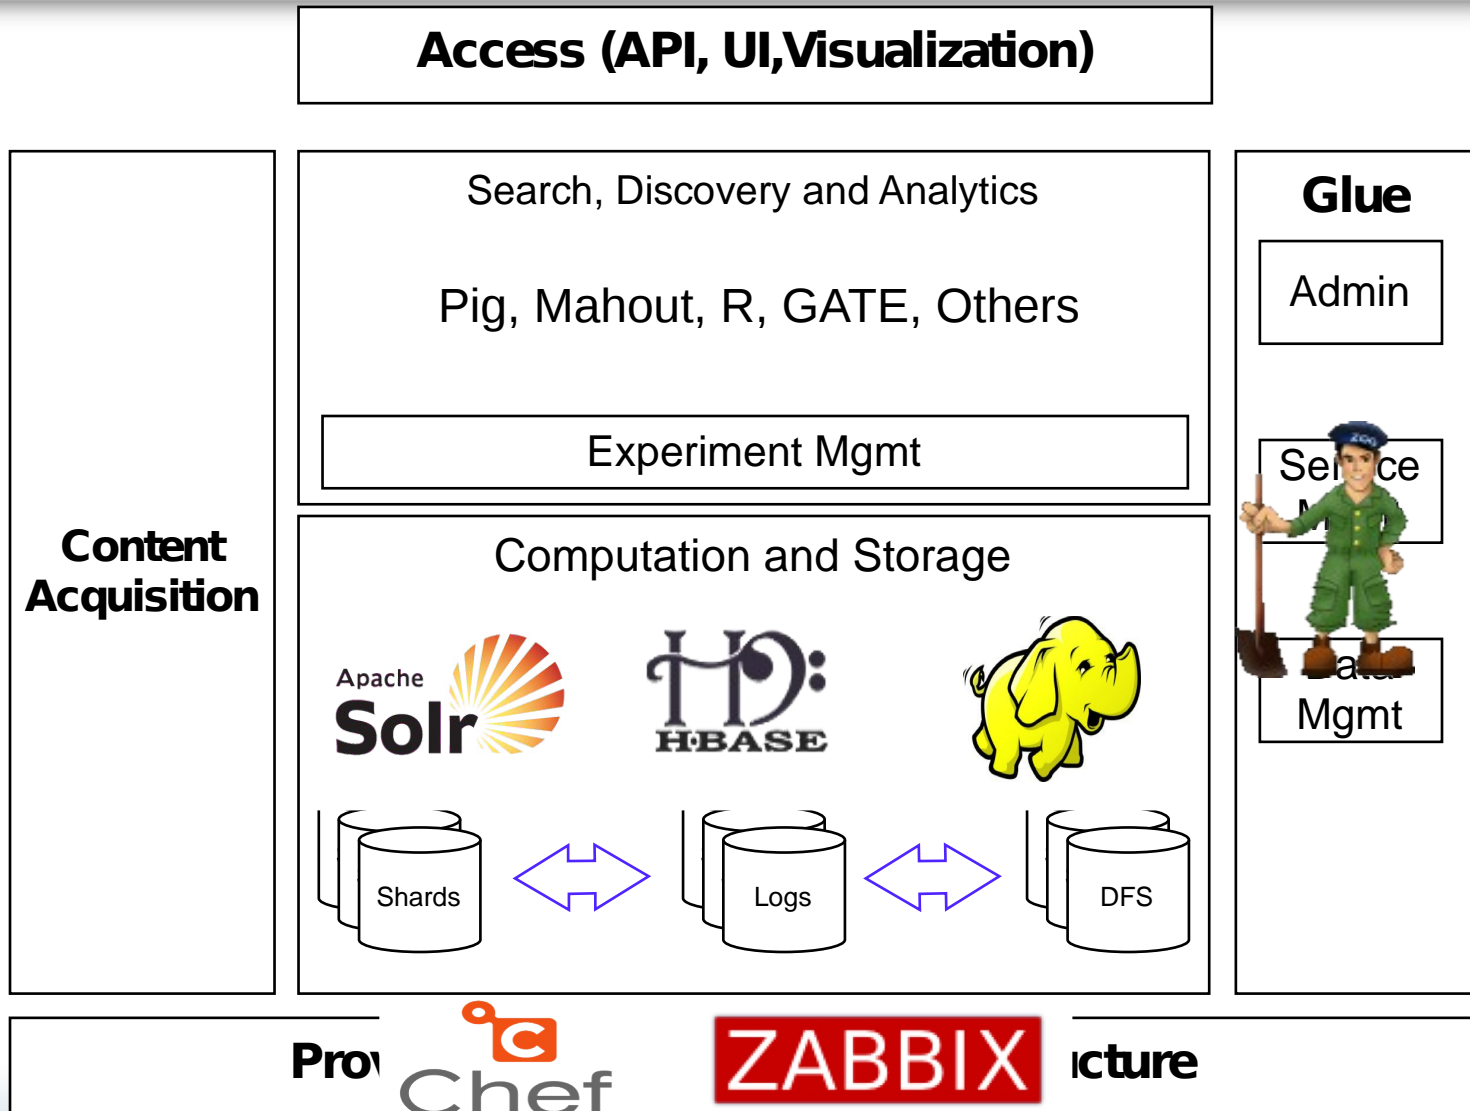 Access (API, UI,Visualization)
Content
Acquisition
Search, Discovery and Analytics
Pig, Mahout, R, GATE, Others
Experiment Mgmt
Computation and Storage
Apache
Solr
HBASE
Shards
Logs
DFS
Glue
Admin
ZOO
Mgmt
Chef
ZABBIX